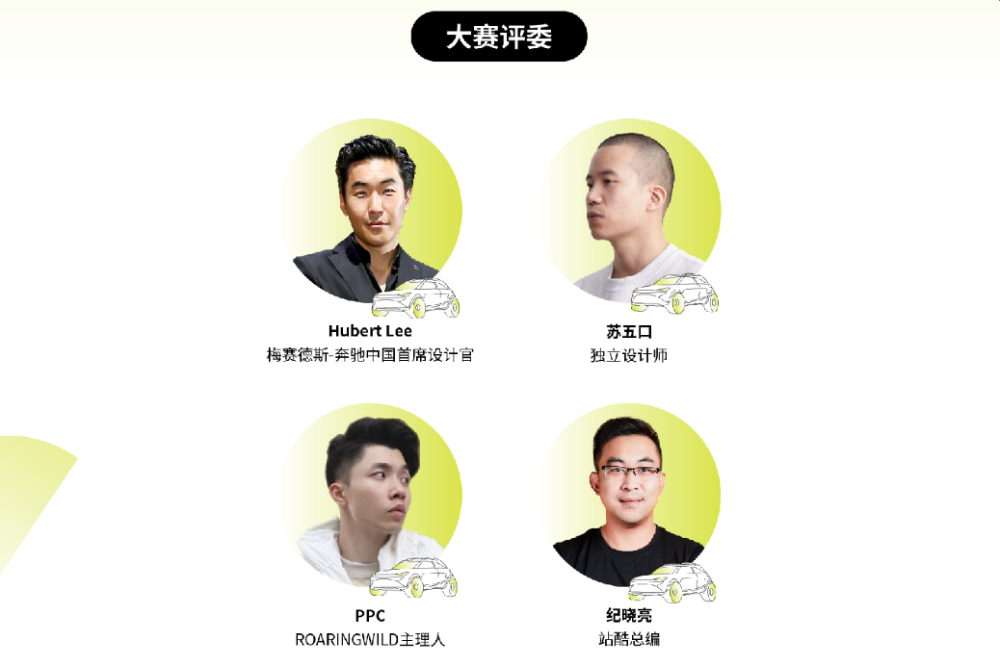 大赛评委
Hubert Lee
梅赛德斯-奔驰中国首席设计官
苏五口
独立设计师
PPC
ROARINGWILD主理人
纪晓亮
站酷总编